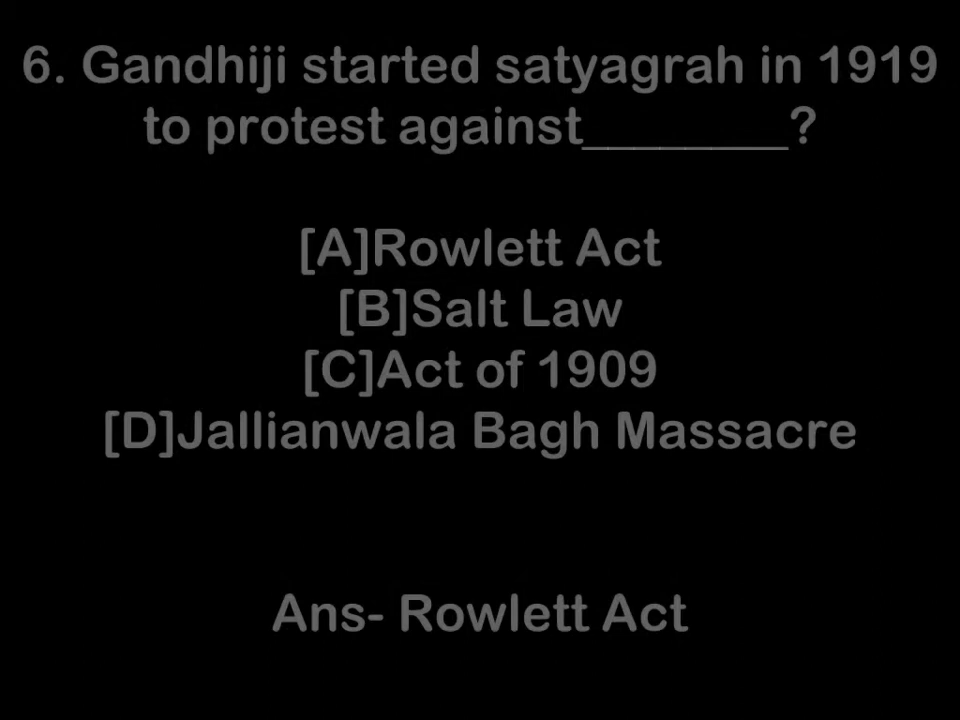 6. Gandhiji started satyagrah in 1919
to protest against________?
[A]Rowlett Act
[B]Salt Law
[C]Act of 1909
[D]Jallianwala Bagh Massacre
Ans- Rowlett Act